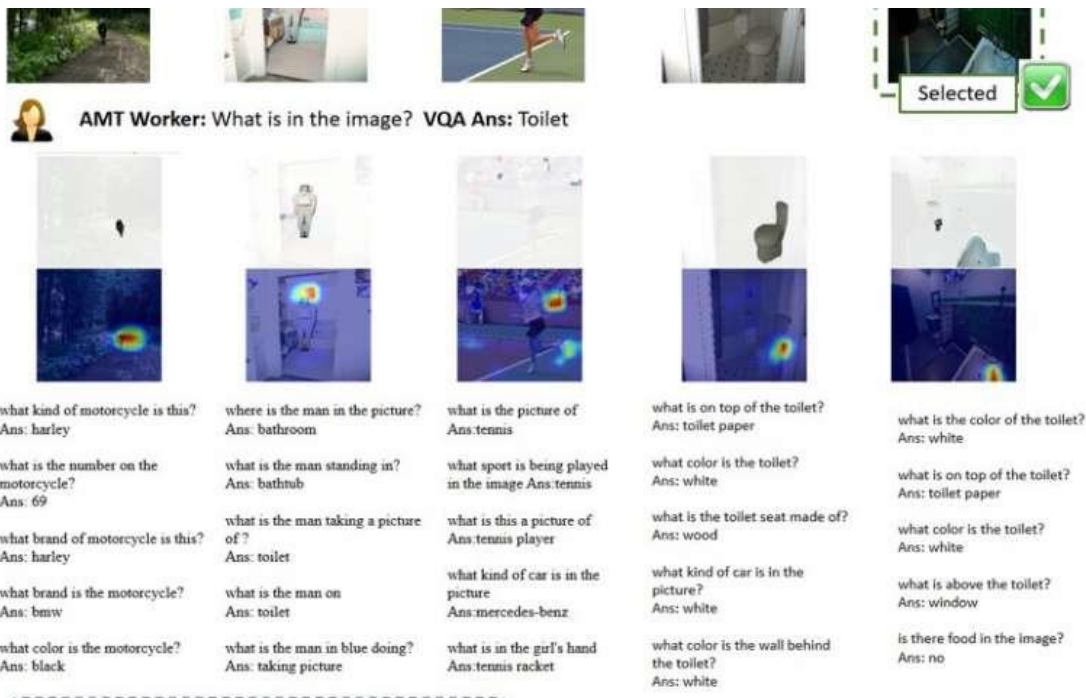 Selected
AMT Worker: What is in the image? VQA Ans: Toilet
what kind of motorcycle is this?
Ans: harley
what is the number on the
motorcycle?
Ans: 69
what brand of motorcycle is this?
Ans: harley
what brand is the motorcycle?
Ans: bmw
what color is the motorcycle?
Ans: black
where is the man in the picture?
Ans: bathroom
what is the man standing in?
Ans: bathtub
what is the man taking a picture
of ?
Ans: toilet
what is the man on
Ans: toilet
what is the man in blue doing?
Ans: taking picture
what is the picture of
Ans:tennis
what sport is being played
in the image Ans:tennis
what is this a picture of
Ans:tennis player
what kind of car is in the
picture
Ans:mercedes-benz
what is in the girl's hand
Ans:tennis racket
what is on top of the toilet?
Ans: toilet paper
what color is the toilet?
Ans: white
what is the toilet seat made of?
Ans: wood
what kind of car is in the
picture?
Ans: white
what color is the wall behind
the toilet?
Ans: white
what is the color of the toilet?
Ans: white
what is on top of the toilet?
Ans: toilet paper
what color is the toilet?
Ans: white
what is above the toilet?
Ans: window
is there food in the image?
Ans: no